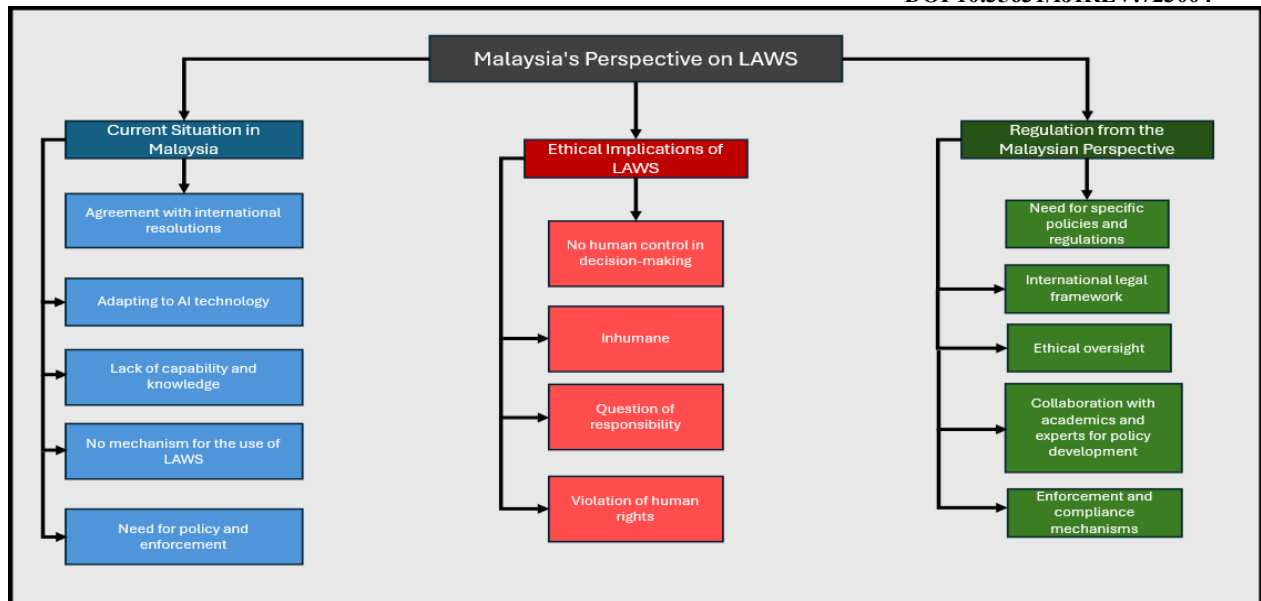 Malaysia's Perspective on LAWS
Current Situation in
Malaysia
Agreement with international
resolutions
Adapting to AI technology
Lack of capability and
knowledge
No mechanism for the use of
LAWS
Need for policy and
enforcement
Ethical Implications of
LAWS
No human control in
decision-making
Inhumane
Question of
responsibility
Violation of human
rights
Regulation from the
Malaysian Perspective
Need for specific
policies and
regulations
International legal
framework
Ethical oversight
Collaboration with
academics and
experts for policy
development
Enforcement and
compliance
mechanisms